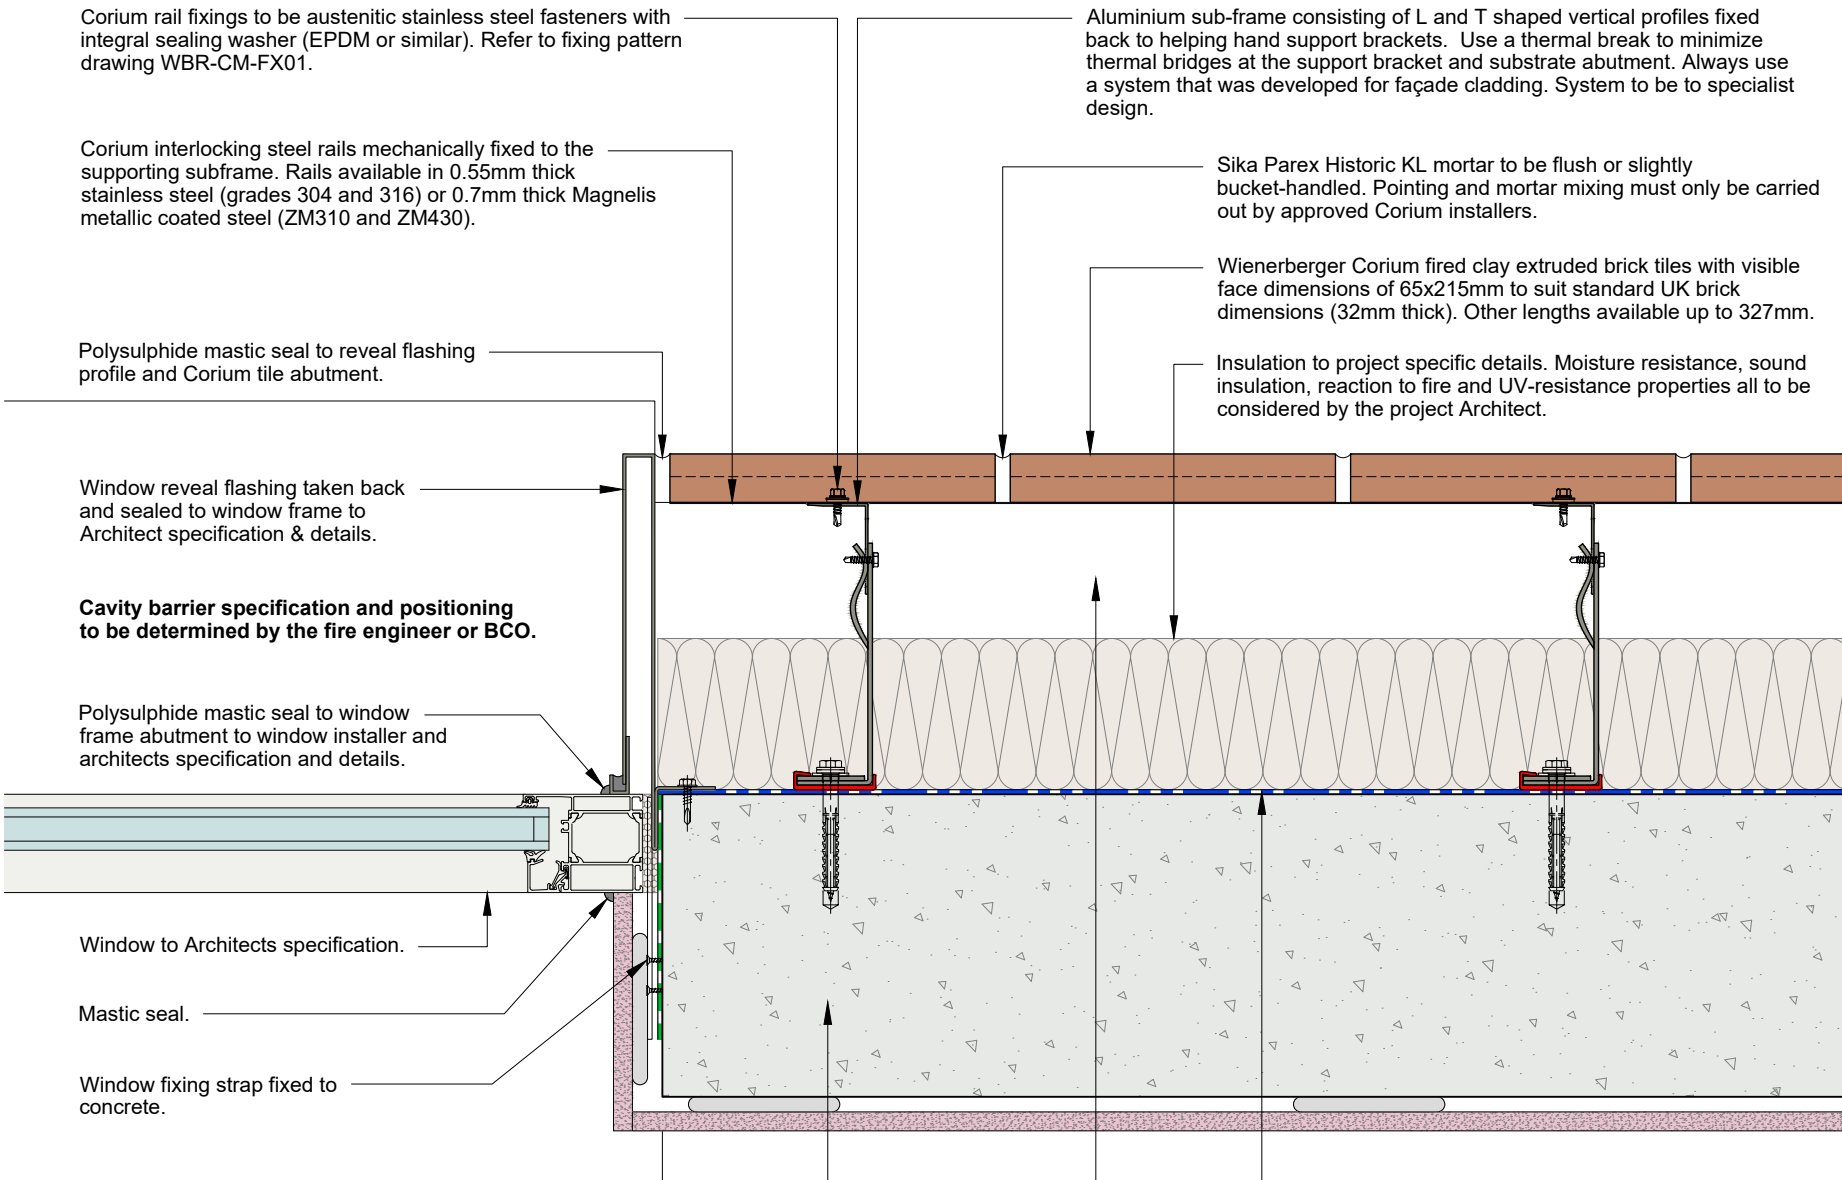 Corium rail fixings to be austenitic stainless steel fasteners with
integral sealing washer (EPDM or similar). Refer to fixing pattern
drawing WBR-CM-FX01.
Aluminium sub-frame consisting of L and T shaped vertical profiles fixed
back to helping hand support brackets.  Use a thermal break to minimize
thermal bridges at the support bracket and substrate abutment. Always use
a system that was developed for façade cladding. System to be to specialist
design.
Corium interlocking steel rails mechanically fixed to the
supporting subframe. Rails available in 0.55mm thick
stainless steel (grades 304 and 316) or 0.7mm thick Magnelis
metallic coated steel (ZM310 and ZM430).
Sika Parex Historic KL mortar to be flush or slightly
bucket-handled. Pointing and mortar mixing must only be carried
out by approved Corium installers.
Wienerberger Corium fired clay extruded brick tiles with visible
face dimensions of 65x215mm to suit standard UK brick
dimensions (32mm thick). Other lengths available up to 327mm.
Polysulphide mastic seal to reveal flashing
profile and Corium tile abutment.
Insulation to project specific details. Moisture resistance, sound
insulation, reaction to fire and UV-resistance properties all to be
considered by the project Architect.
Window reveal flashing taken back
and sealed to window frame to
Architect specification & details.
Cavity barrier specification and positioning
to be determined by the fire engineer or BCO.
Polysulphide mastic seal to window
frame abutment to window installer and
architects specification and details.
Window to Architects specification.
Mastic seal.
Window fixing strap fixed to
concrete.